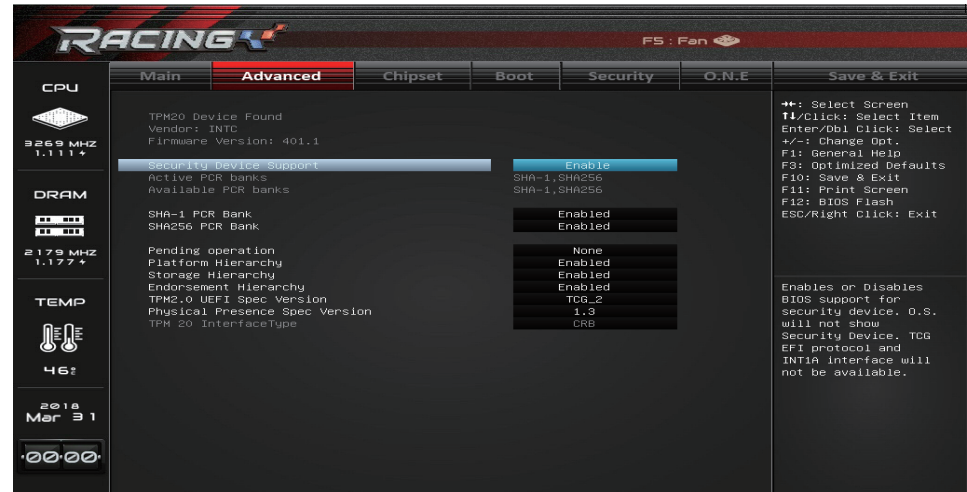 RACING
F5 : Fan
Main Advanced Chipset Boot Security O.N.E Save & Exit
CPU
3269 MHZ
1.111 V
DRAM
2179 MHZ
1.177 V
TEMP
46°C
2018
Mar 31
00:00
TPM20 Device Found
Vendor: INTC
Firmware Version: 401.1
Security Device Support Enable
Active PCR banks SHA-1,SHA256
Available PCR banks SHA-1,SHA256
SHA-1 PCR Bank Enabled
SHA256 PCR Bank Enabled
Pending operation None
Platform Hierarchy Enabled
Storage Hierarchy Enabled
Endorsement Hierarchy Enabled
TPM2.0 UEFI Spec Version TCG_2
Physical Presence Spec Version 1.3
TPM 20 InterfaceType CRB
→←: Select Screen
↑↓/Click: Select Item
Enter/Dbl Click: Select
+/-: Change Opt.
F1: General Help
F3: Optimized Defaults
F10: Save & Exit
F11: Print Screen
F12: BIOS Flash
ESC/Right Click: Exit
Enables or Disables
BIOS support for
security device. O.S.
will not show
Security Device. TCG
EFI protocol and
INT1A interface will
not be available.